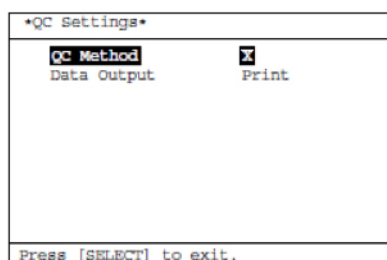 *QC Settings*
QC Method X
Data Output Print
Press [SELECT] to exit.